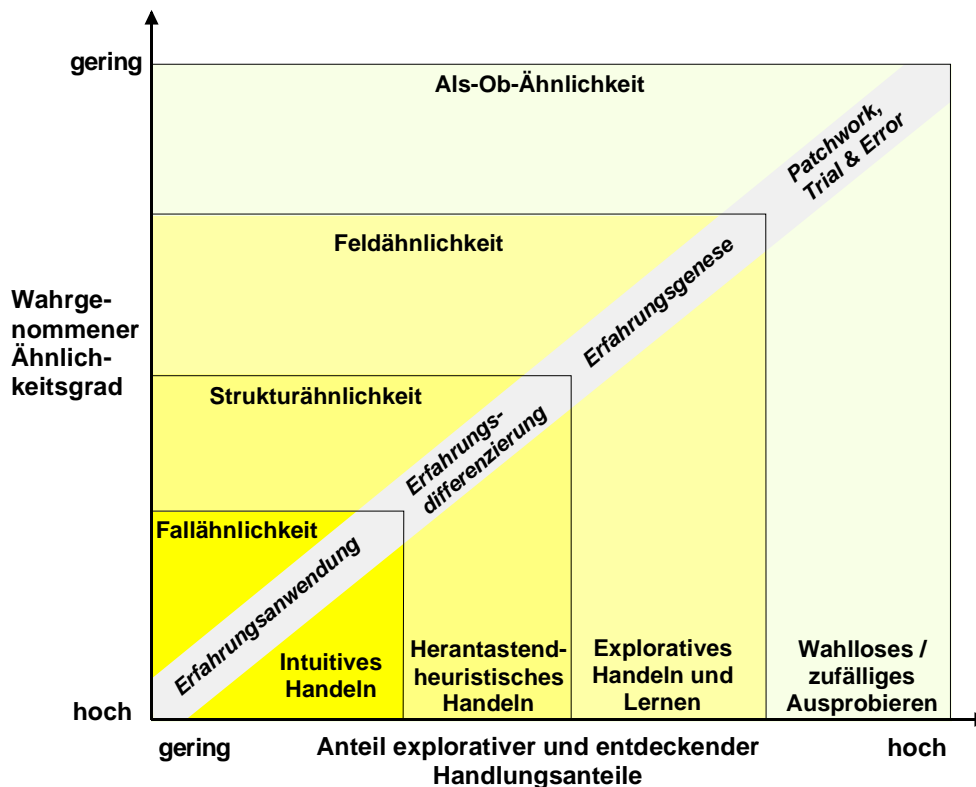 gering
Als-Ob-Ähnlichkeit
Patchwork,
Trial & Error
Feldähnlichkeit
Erfahrungsgenese
Wahrge-
nommener
Ähnlich-
keitsgrad
Strukturähnlichkeit
Erfahrungs-
differenzierung
Fallähnlichkeit
Erfahrungsanwendung
Intuitives
Handeln
Herantastend-
heuristisches
Handeln
Exploratives
Handeln und
Lernen
Wahlloses /
zufälliges
Ausprobieren
hoch
gering
Anteil explorativer und entdeckender
Handlungsanteile
hoch